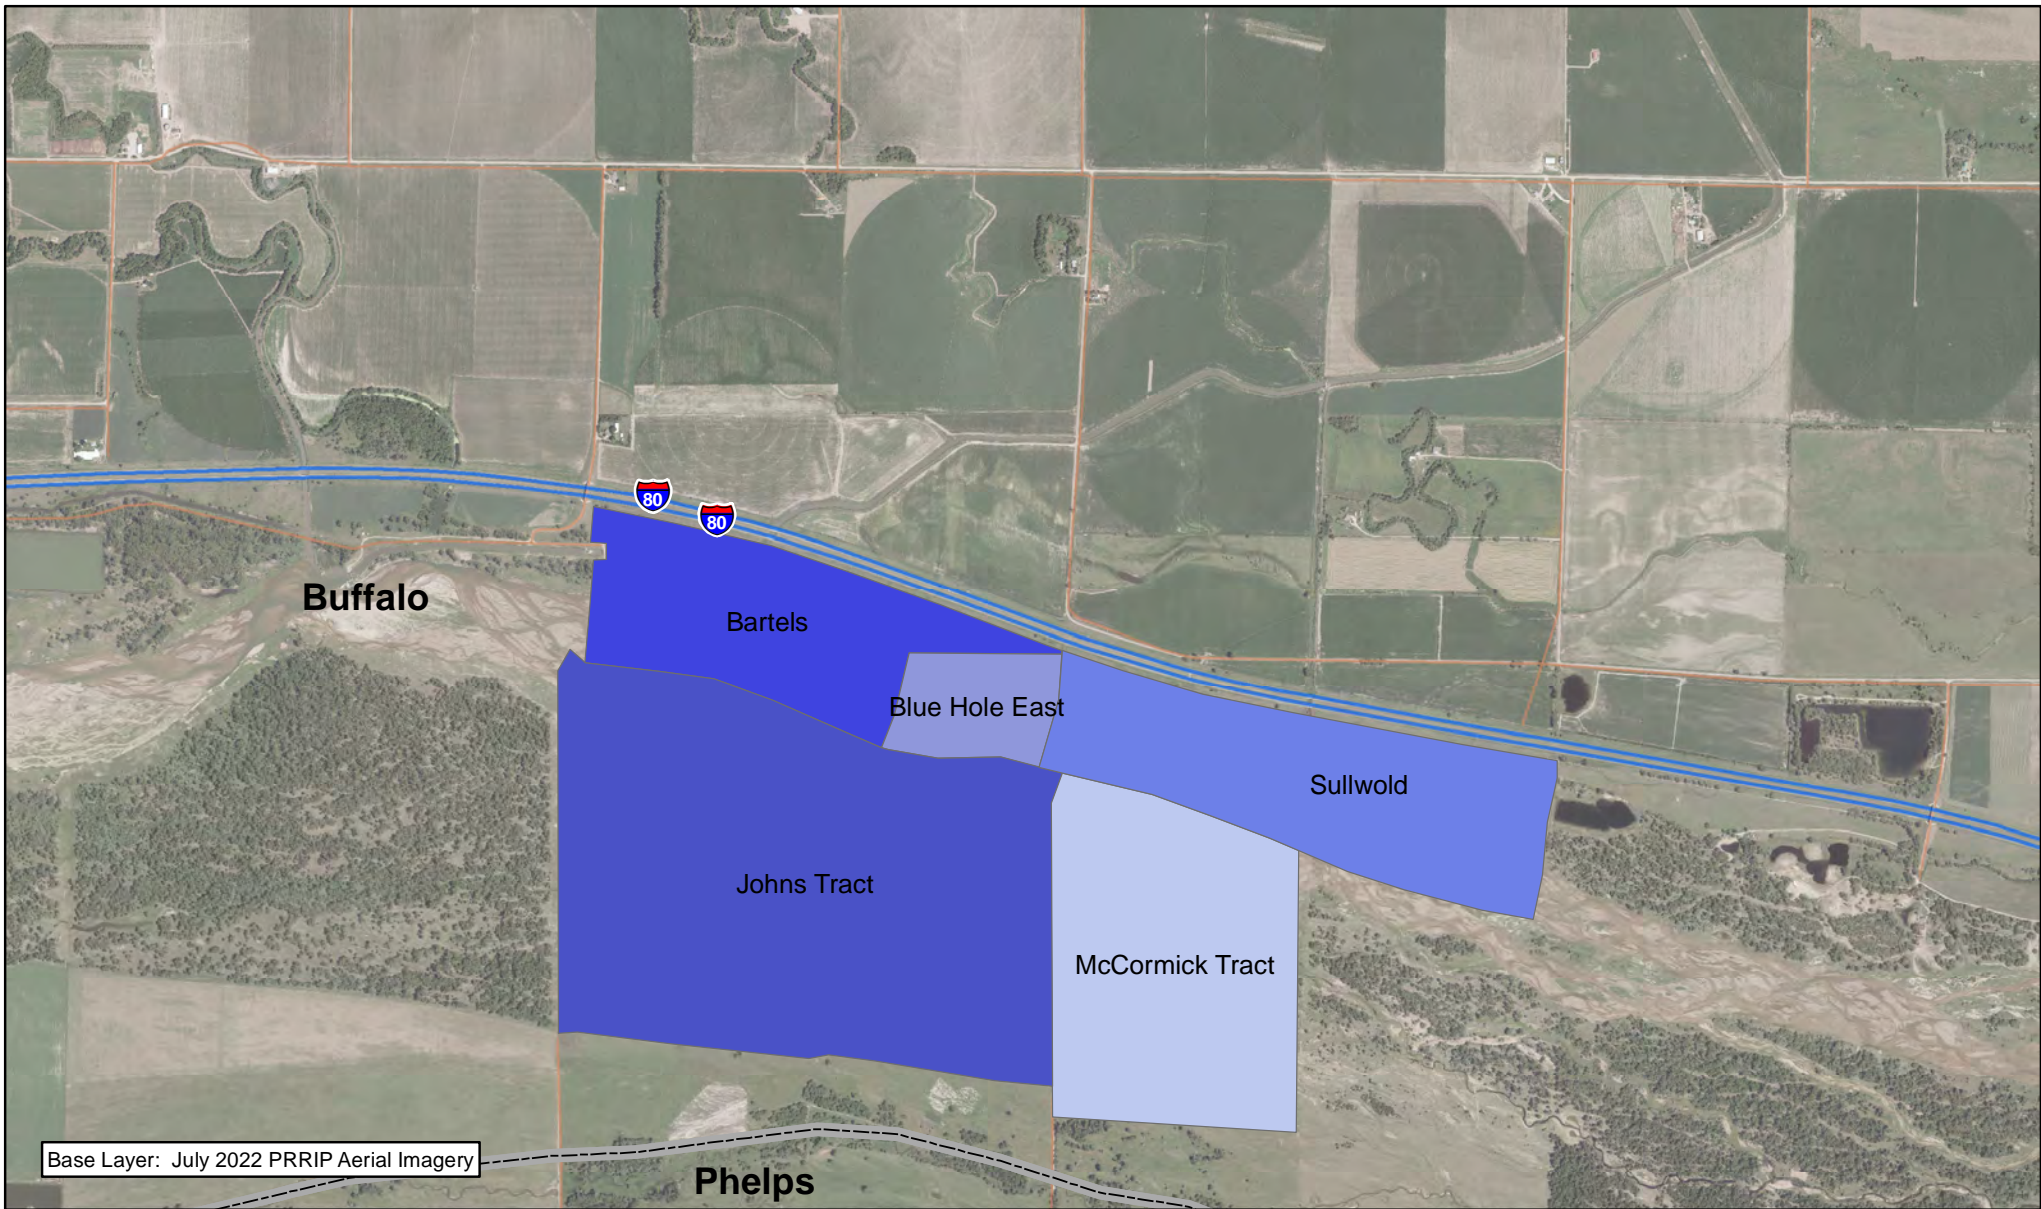 80
80
Buffalo
Bartels
Blue Hole East
Sullwold
Johns Tract
McCormick Tract
Base Layer: July 2022 PRRIP Aerial Imagery
Phelps